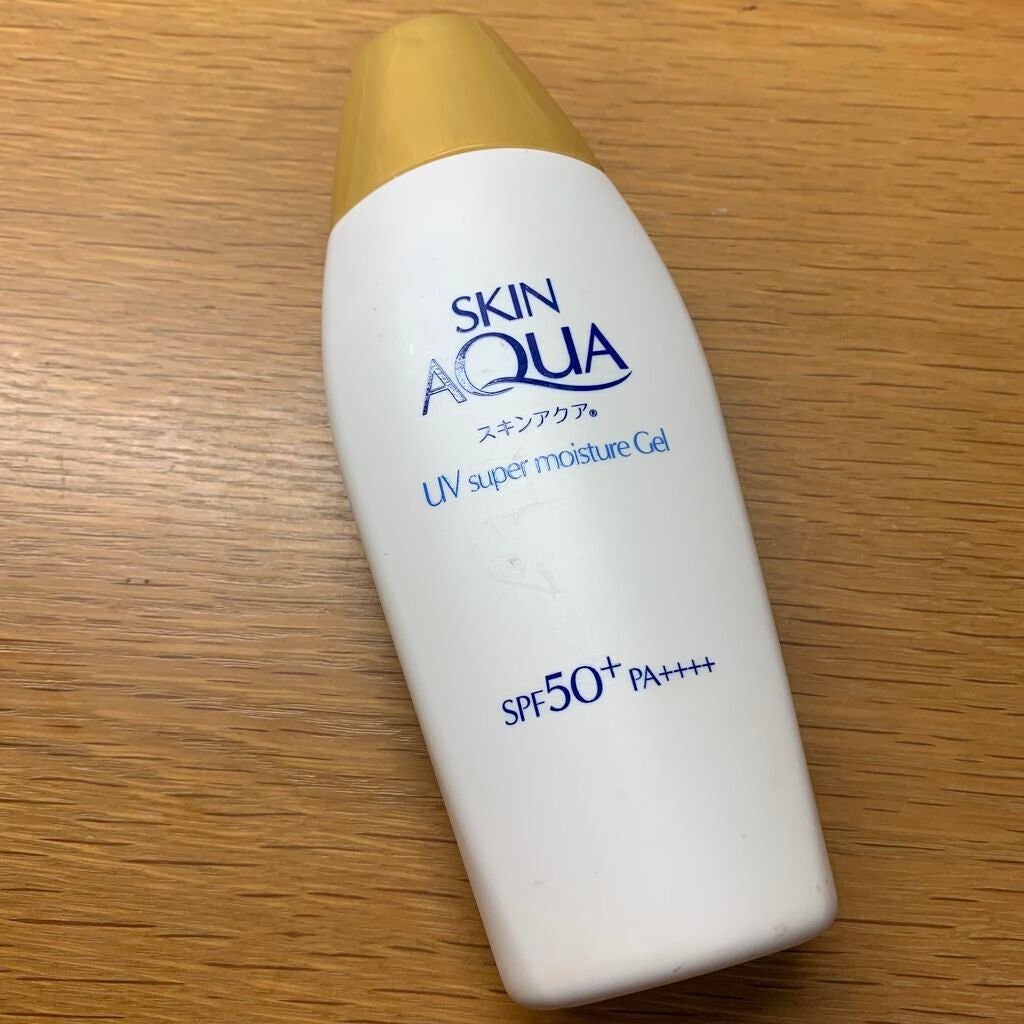 SKIN
AQUA
スキンアクア®
UV super moisture Gel
SPF50+ PA++++